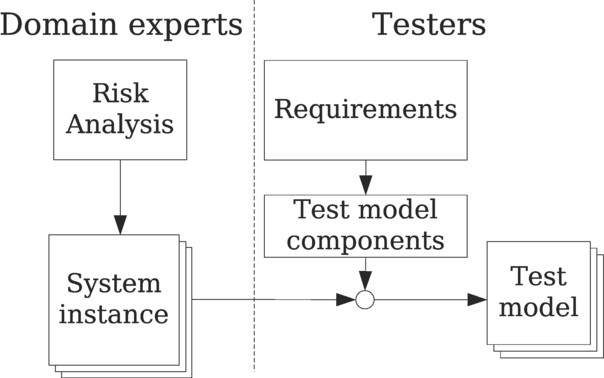 Domain experts
Testers
Risk
Analysis
Requirements
Test model
components
System
instance
Test
model